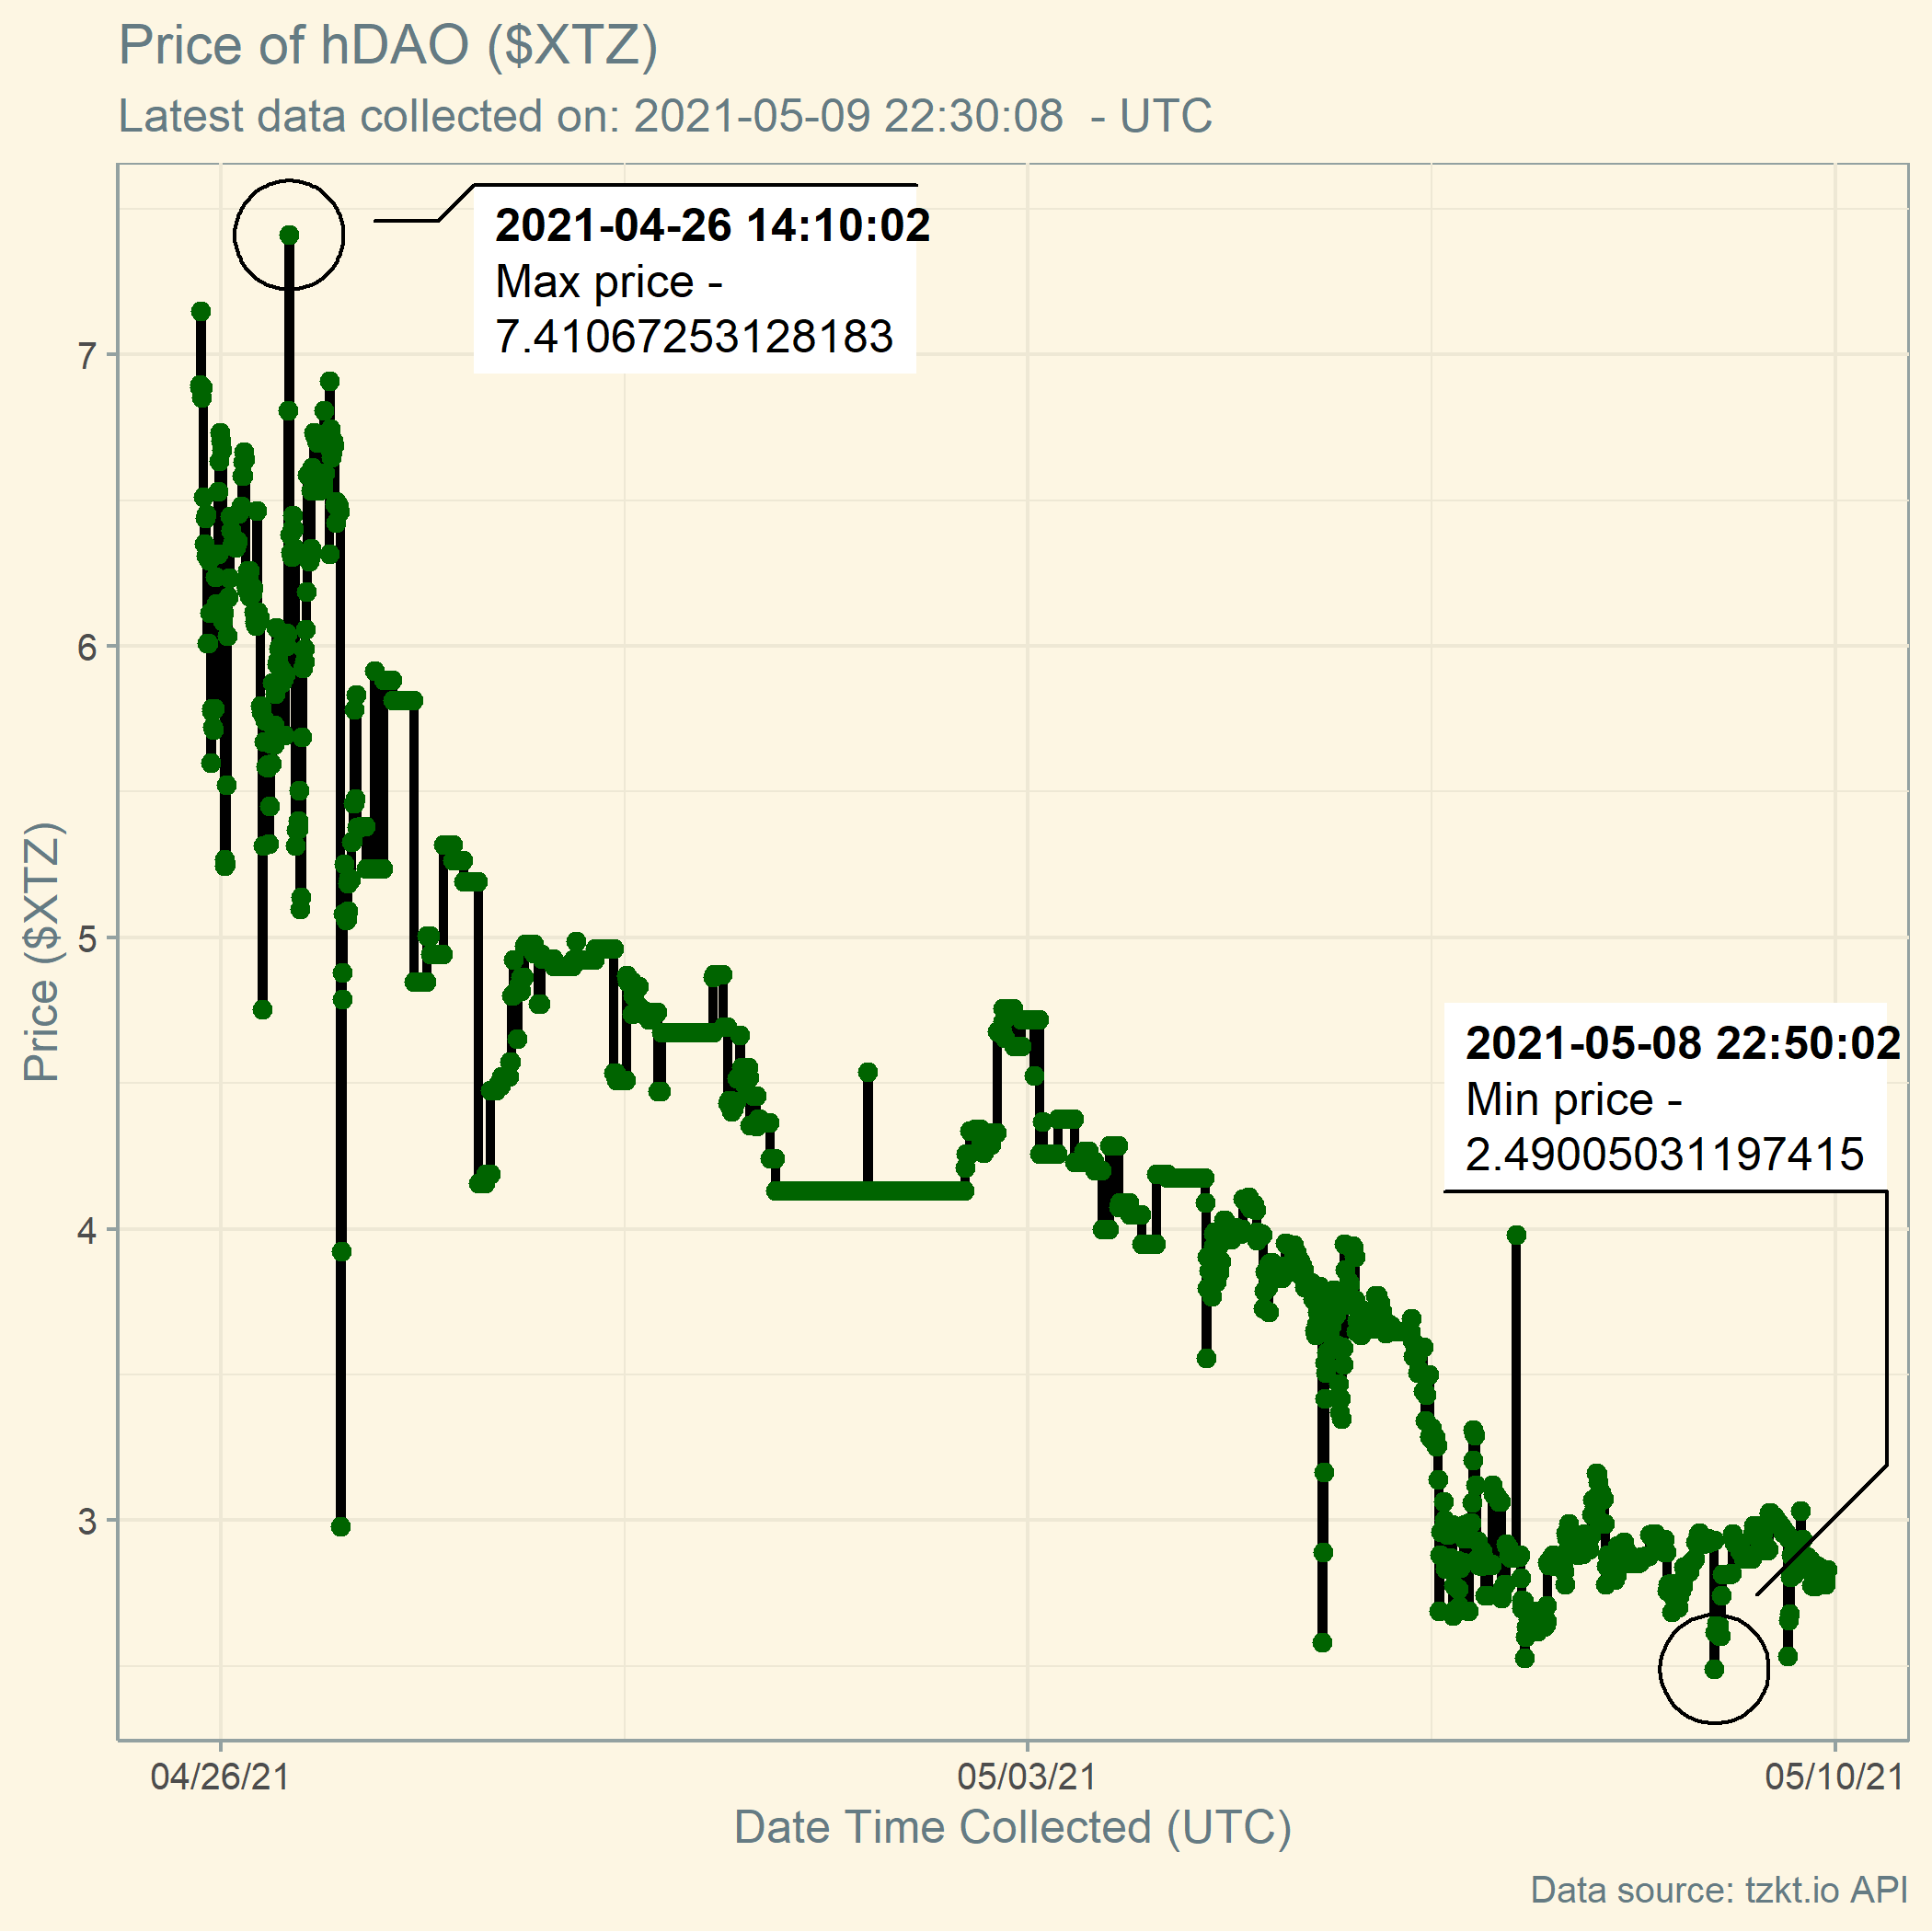 Price of hDAO ($XTZ)
Latest data collected on: 2021-05-09 22:30:08  - UTC
2021-04-26 14:10:02
Max price -
7.41067253128183
7
6
5
4
3
Price ($XTZ)
2021-05-08 22:50:02
Min price -
2.49005031197415
04/26/21
05/03/21
05/10/21
Date Time Collected (UTC)
Data source: tzkt.io API